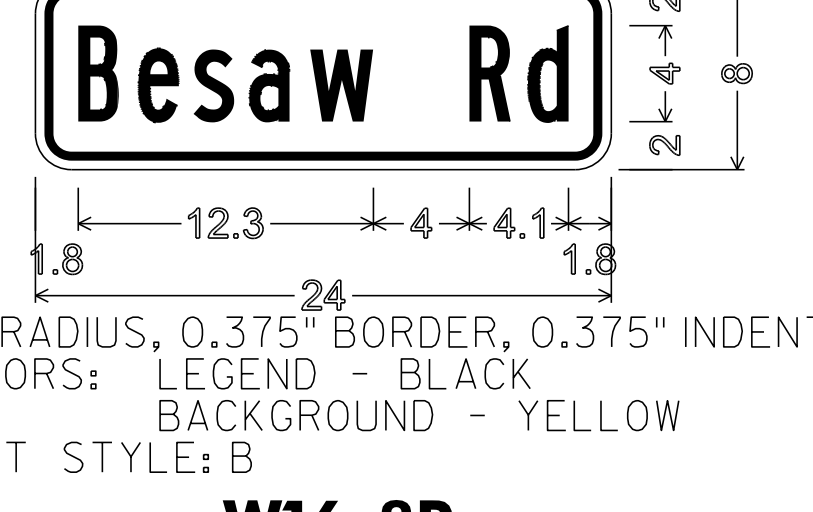 Besaw Rd
2
4
8
2
12.3 4 4.1
1.8 1.8
24
RADIUS, 0.375" BORDER, 0.375" INDENT
ORS: LEGEND - BLACK
BACKGROUND - YELLOW
T STYLE: B